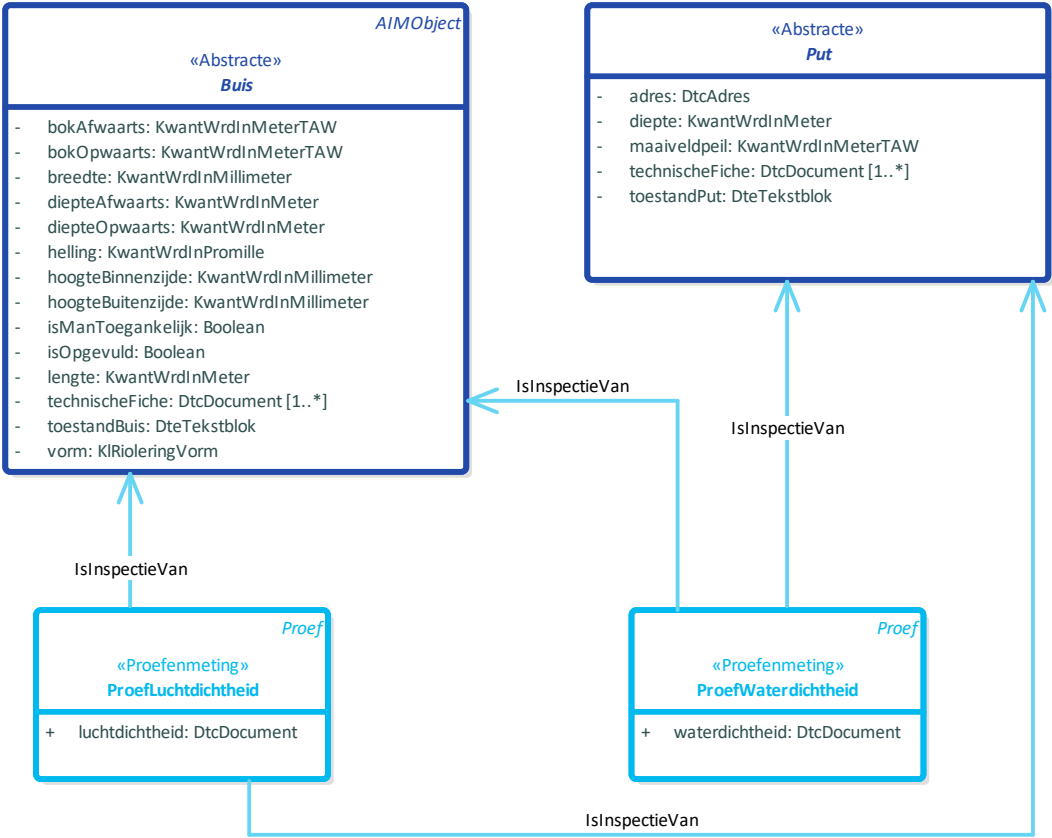 AIMObject
«Abstracte»
Buis
- bokAfwaarts: KwantWrdInMeterTAW
- bokOpwaarts: KwantWrdInMeterTAW
- breedte: KwantWrdInMillimeter
- diepteAfwaarts: KwantWrdInMeter
- diepteOpwaarts: KwantWrdInMeter
- helling: KwantWrdInPromille
- hoogteBinnenzijde: KwantWrdInMillimeter
- hoogteBuitenzijde: KwantWrdInMillimeter
- isManToegankelijk: Boolean
- isOpgevuld: Boolean
- lengte: KwantWrdInMeter
- technischeFiche: DtcDocument [1..*]
- toestandBuis: DteTekstblok
- vorm: KlRioleringVorm
«Abstracte»
Put
- adres: DtcAdres
- diepte: KwantWrdInMeter
- maaiveldpeil: KwantWrdInMeterTAW
- technischeFiche: DtcDocument [1..*]
- toestandPut: DteTekstblok
IsInspectieVan
IsInspectieVan
IsInspectieVan
Proef
«Proefenmeting»
ProefLuchtdichtheid
+ luchtdichtheid: DtcDocument
Proef
«Proefenmeting»
ProefWaterdichtheid
+ waterdichtheid: DtcDocument
IsInspectieVan